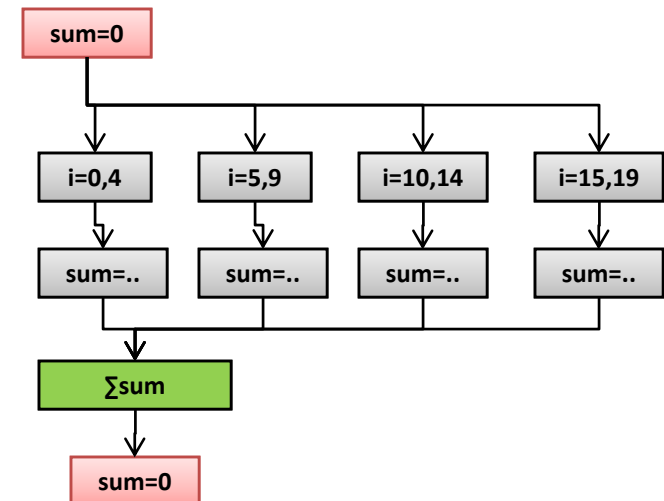 sum=0
i=0,4
i=5,9
i=10,14
i=15,19
sum=..
sum=..
sum=..
sum=..
∑sum
sum=0